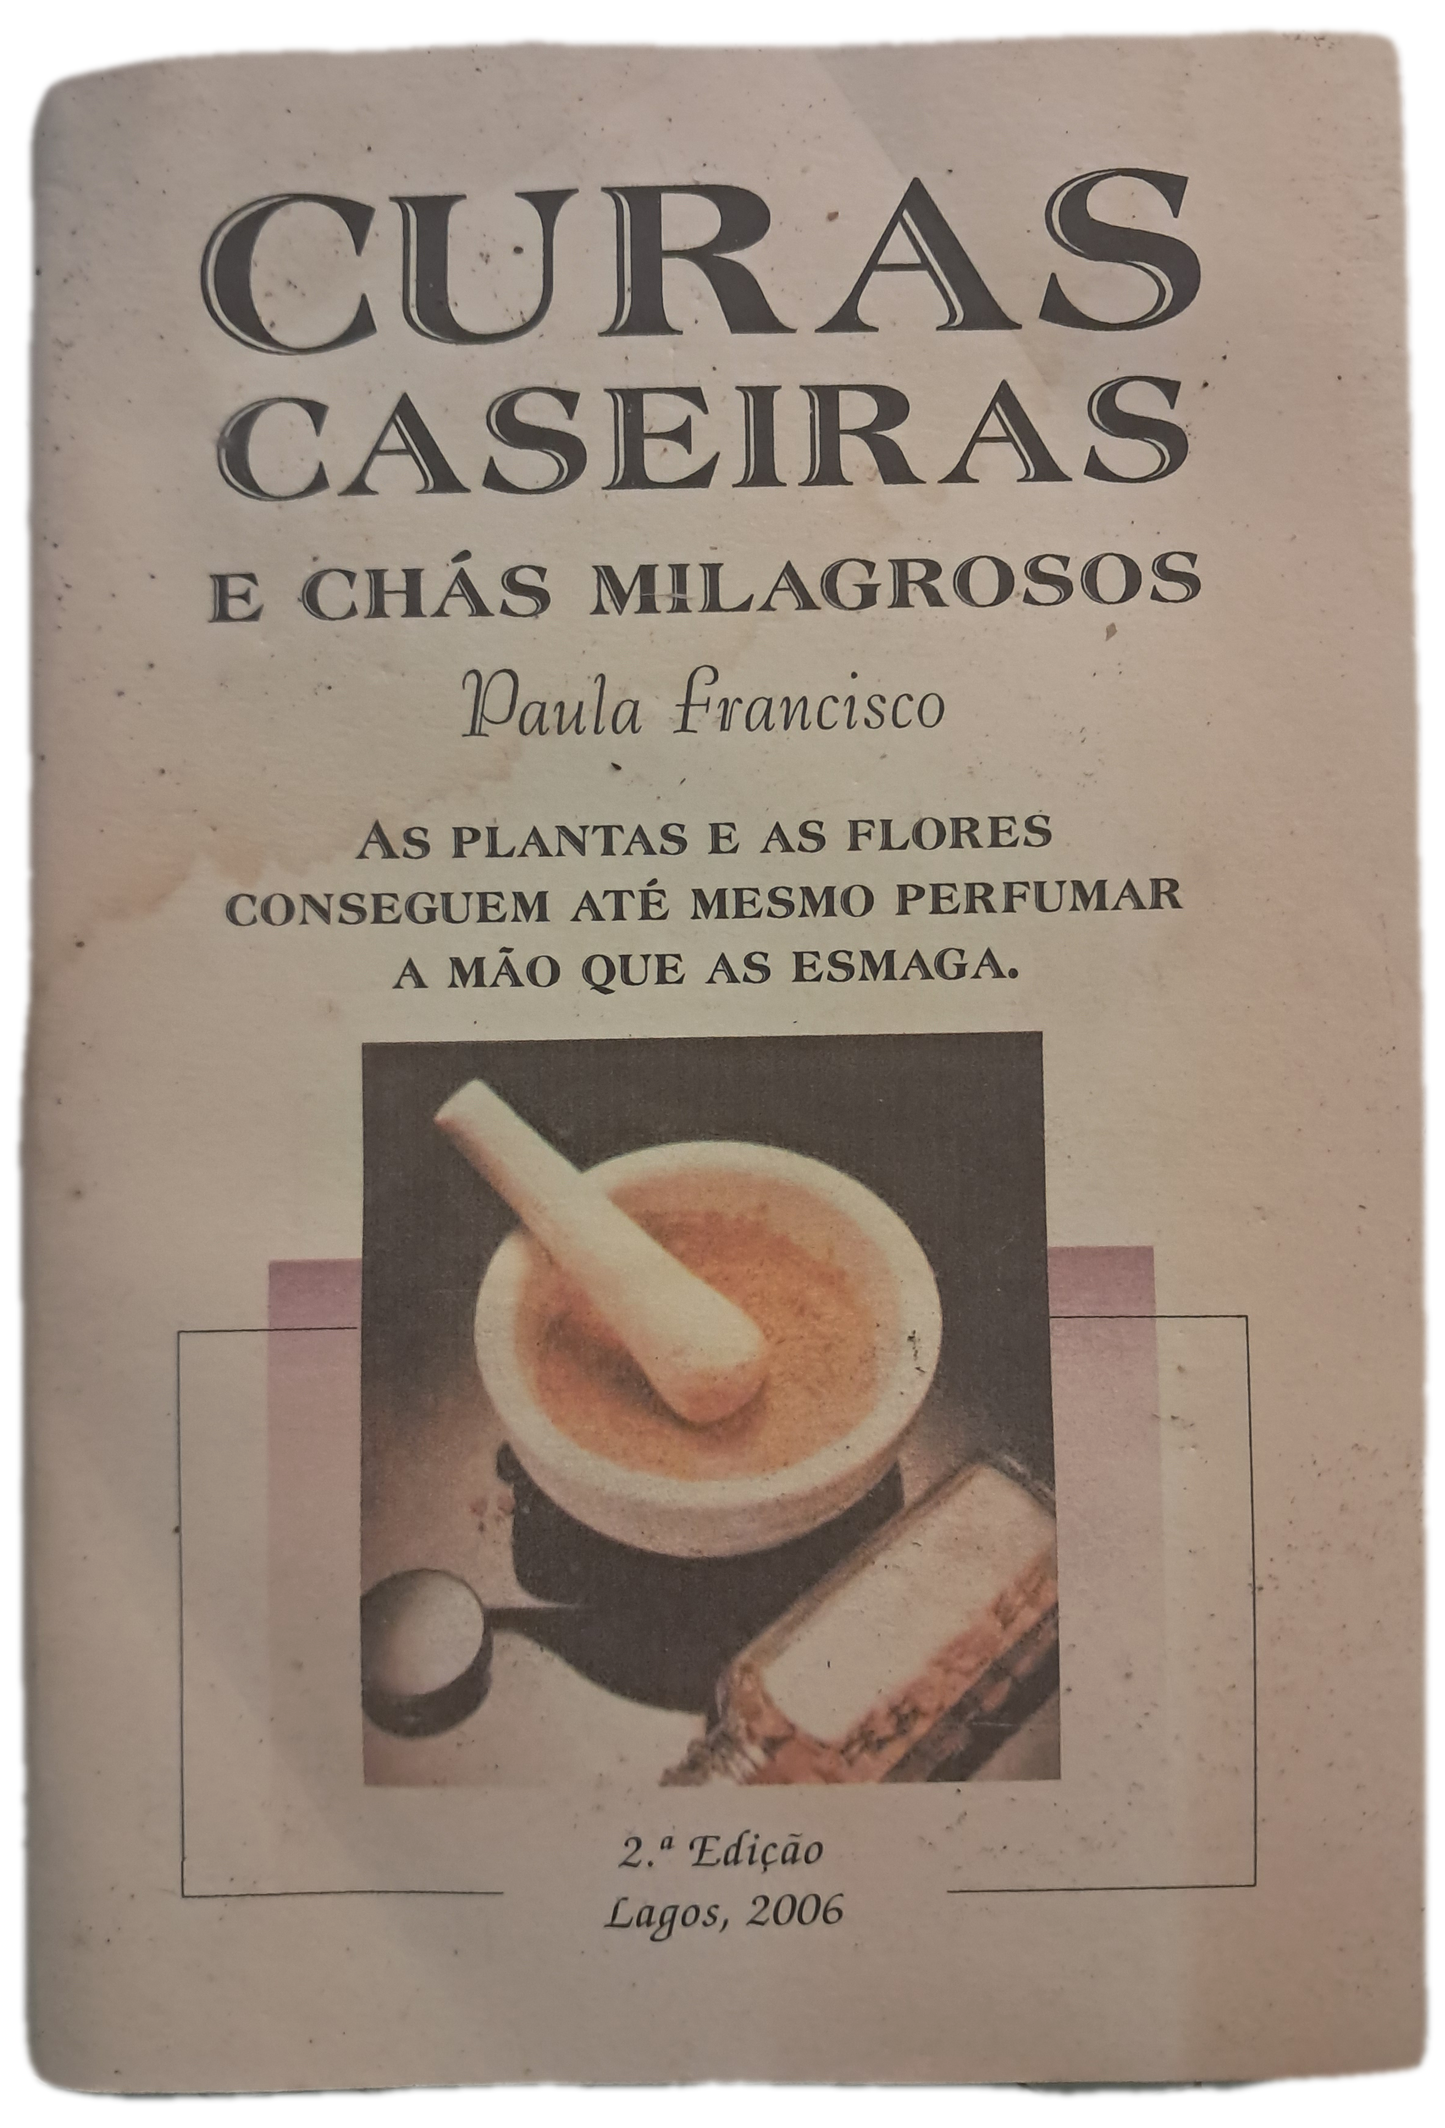 CURAS
CASEIRAS
E CHÁS MILAGROSOS
Paula Francisco
AS PLANTAS E AS FLORES
CONSEGUEM ATÉ MESMO PERFUMAR
A MÃO QUE AS ESMAGA.
2.ª Edição
Lagos, 2006